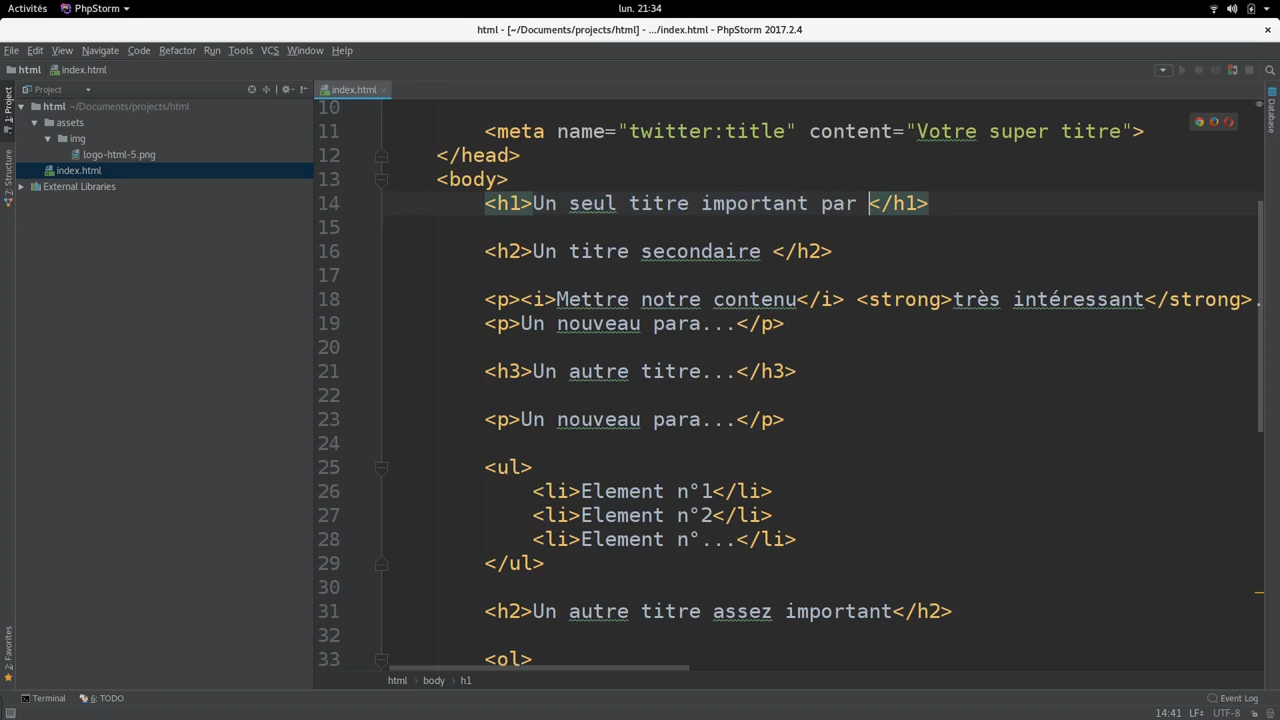 Activités PhpStorm lun. 21:34
html - [~/Documents/projects/html] - .../index.html - PhpStorm 2017.2.4
File Edit View Navigate Code Refactor Run Tools VCS Window Help
html index.html
1: Project
7: Structure
2: Favorites
Project
html ~/Documents/projects/html
assets
img
logo-html-5.png
index.html
External Libraries
index.html
10
11 <meta name="twitter:title" content="Votre super titre">
12 </head>
13 <body>
14 <h1>Un seul titre important par </h1>
15
16 <h2>Un titre secondaire </h2>
17
18 <p><i>Mettre notre contenu</i> <strong>très intéressant</strong>.
19 <p>Un nouveau para...</p>
20
21 <h3>Un autre titre...</h3>
22
23 <p>Un nouveau para...</p>
24
25 <ul>
26 <li>Element n°1</li>
27 <li>Element n°2</li>
28 <li>Element n°...</li>
29 </ul>
30
31 <h2>Un autre titre assez important</h2>
32
33 <ol>
Database
html body h1
Terminal 6: TODO Event Log
14:41 LF÷ UTF-8÷